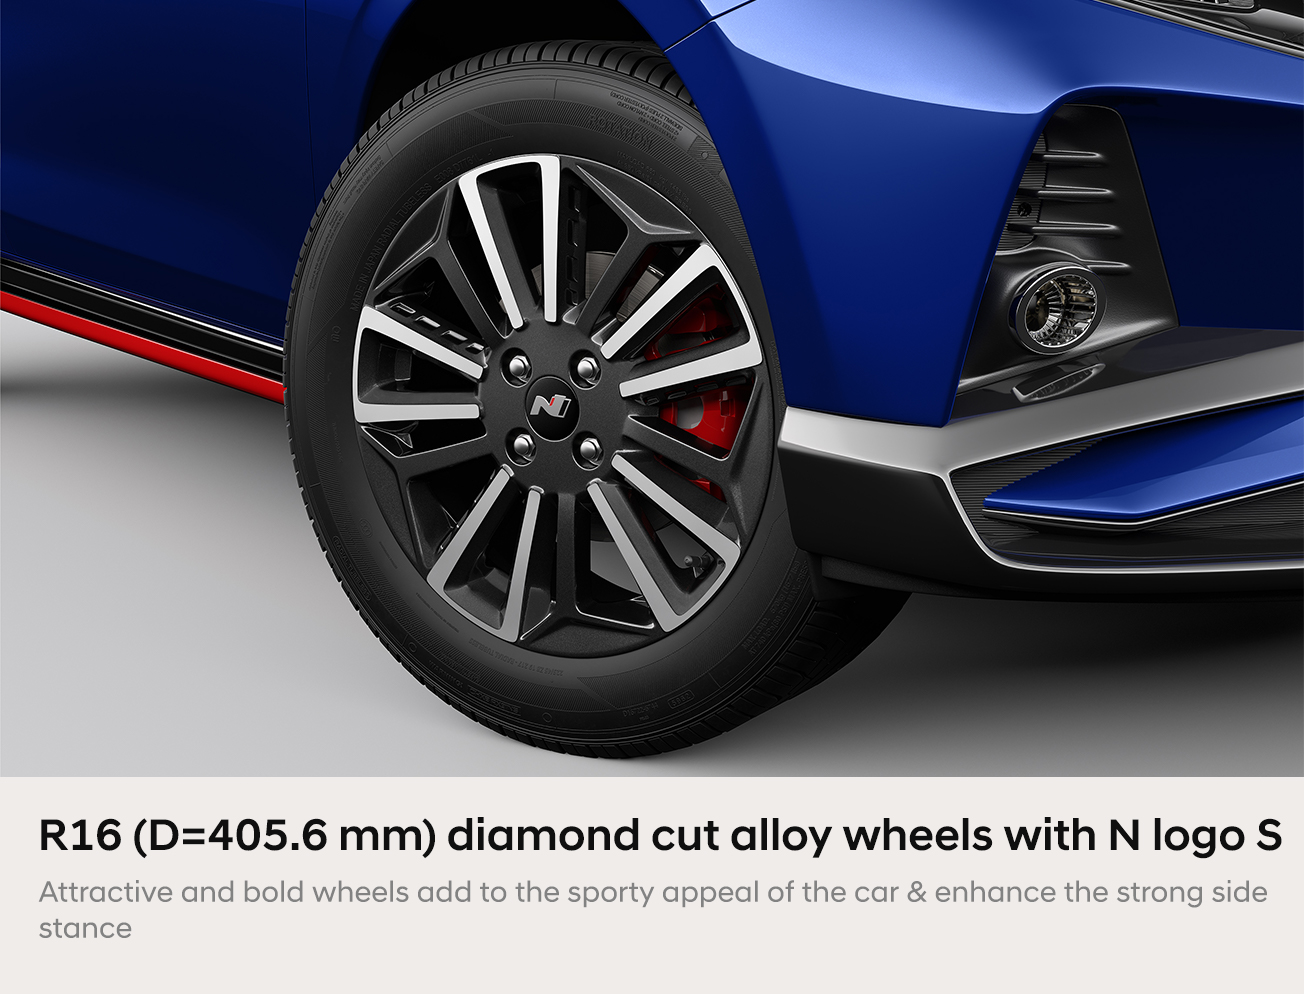 R16 (D=405.6 mm) diamond cut alloy wheels with N logo S
Attractive and bold wheels add to the sporty appeal of the car & enhance the strong side
stance